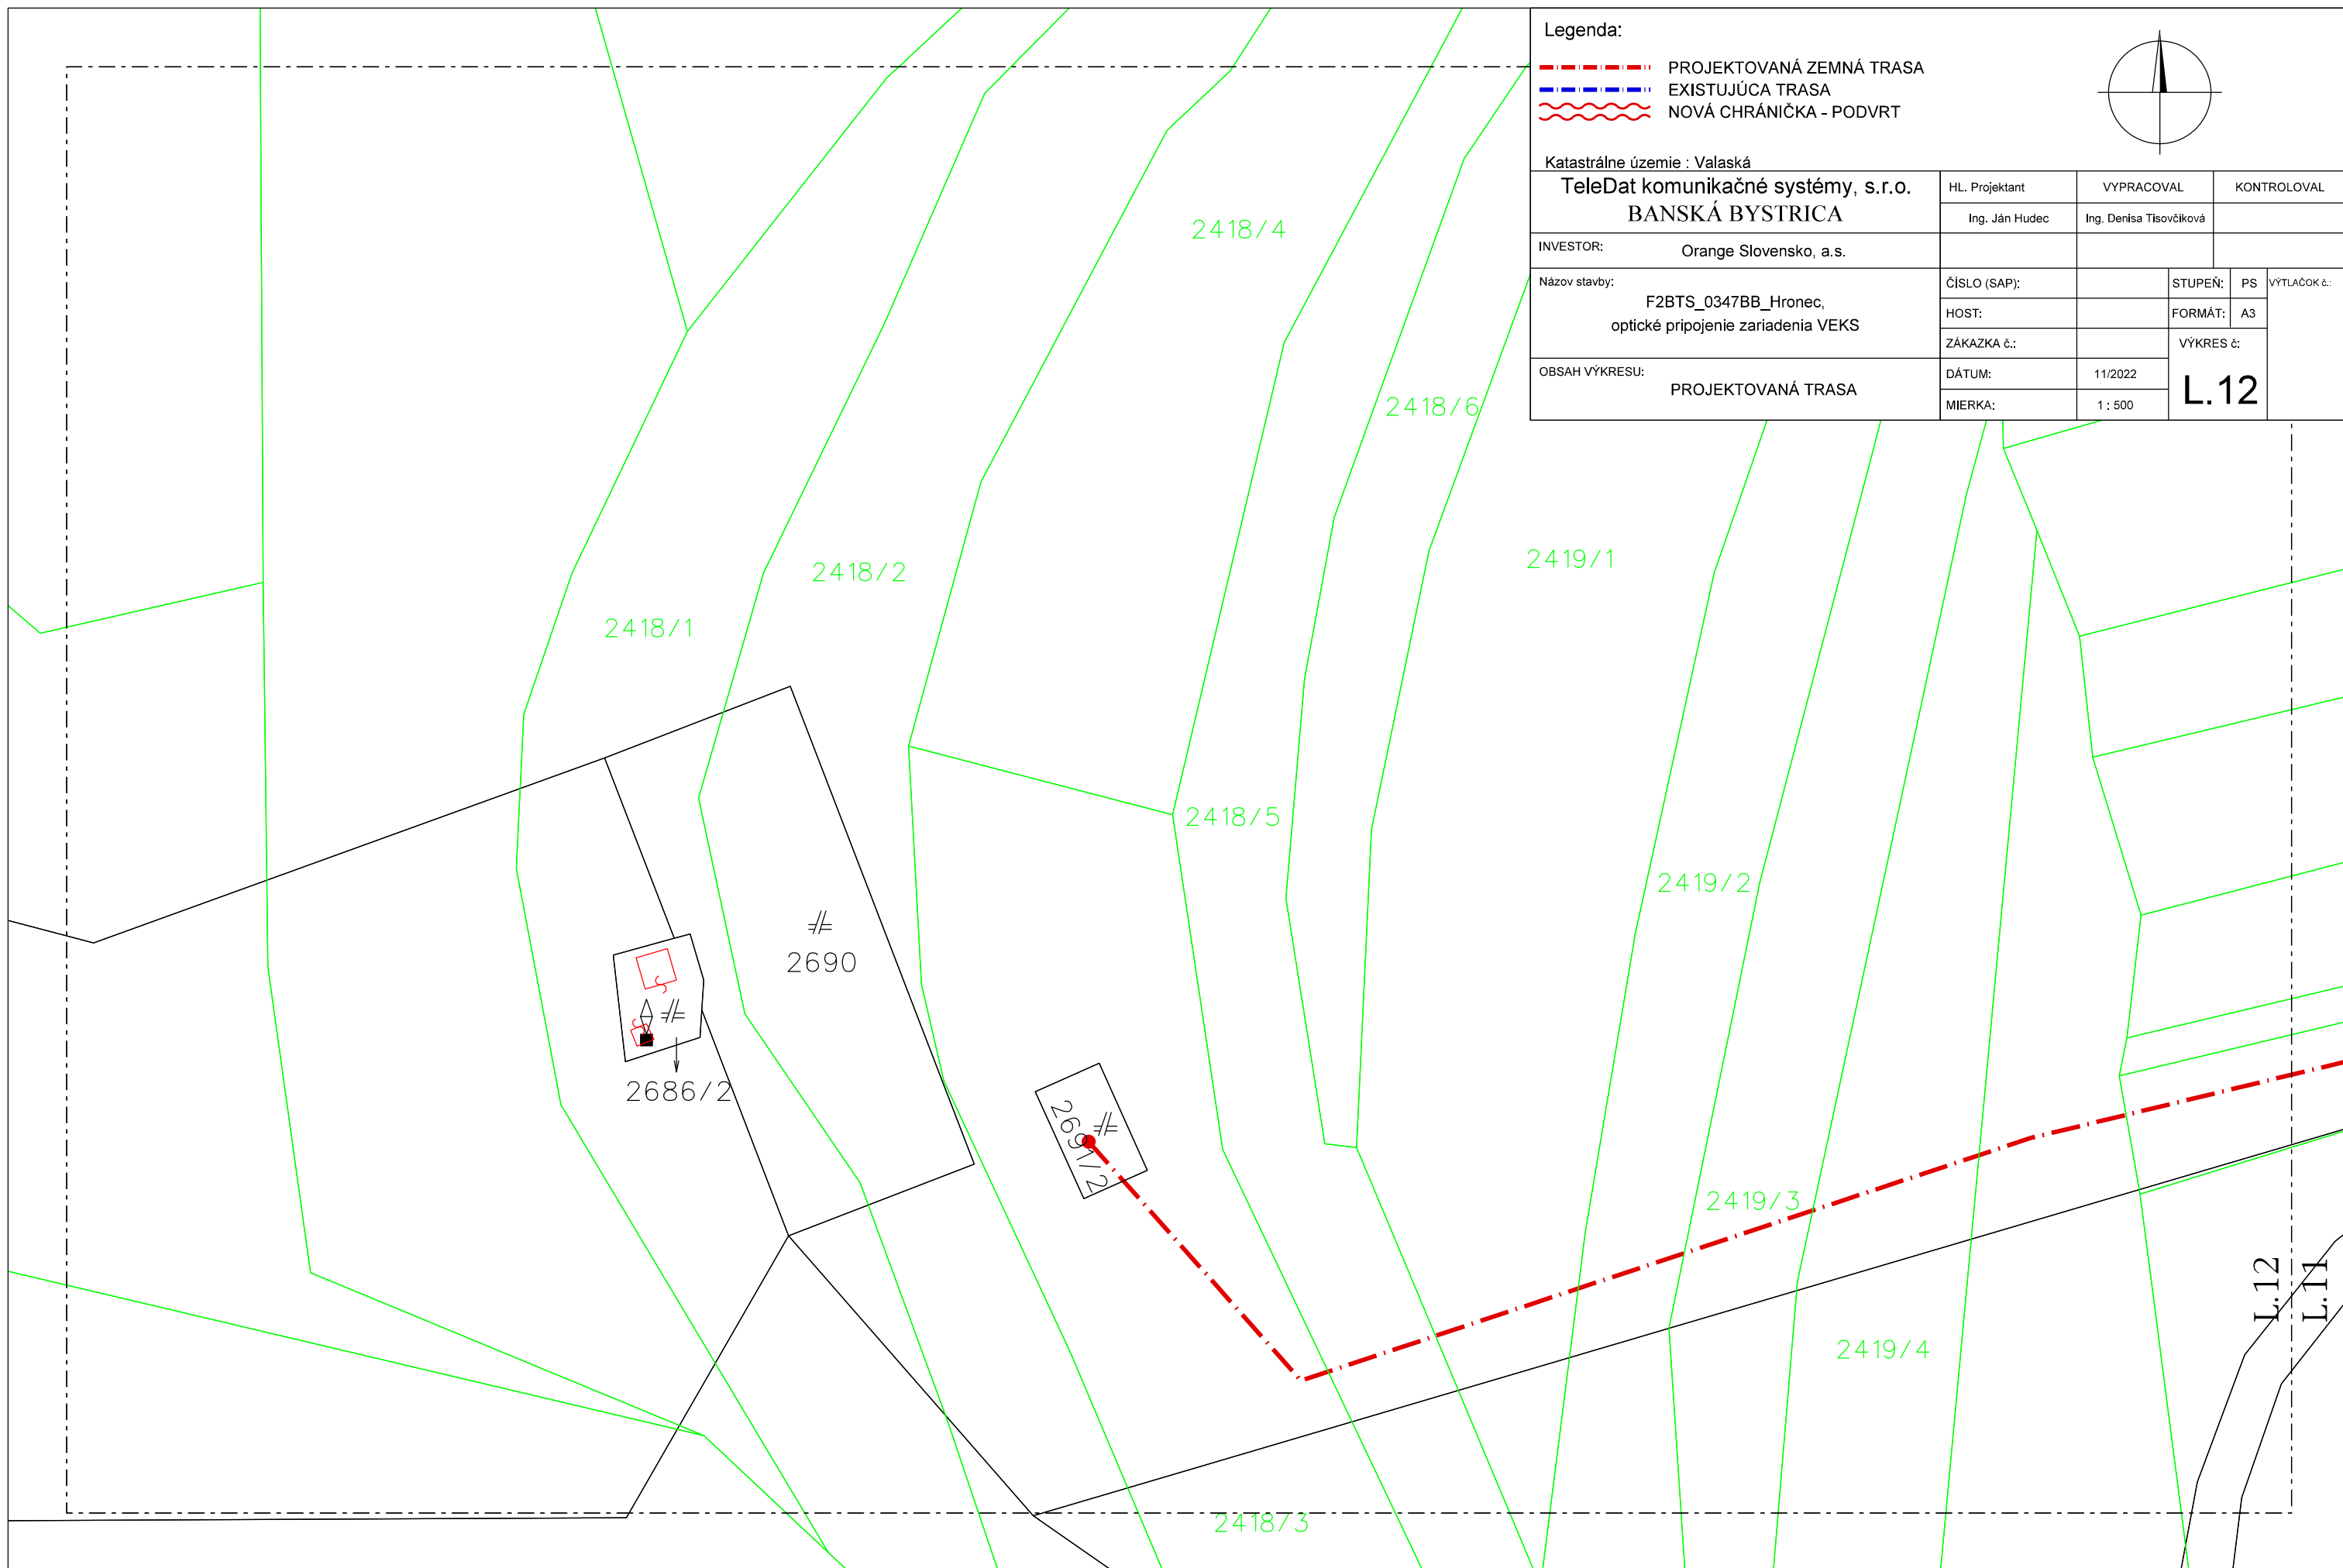 Legenda:
PROJEKTOVANÁ ZEMNÁ TRASA
EXISTUJÚCA TRASA
NOVÁ CHRÁNIČKA - PODVRT
Katastrálne územie : Valaská
TeleDat komunikačné systémy, s.r.o.
BANSKÁ BYSTRICA
HL. Projektant
VYPRACOVAL
KONTROLOVAL
Ing. Ján Hudec
Ing. Denisa Tisovčíková
INVESTOR:
Orange Slovensko, a.s.
Názov stavby:
F2BTS_0347BB_Hronec,
optické pripojenie zariadenia VEKS
ČÍSLO (SAP):
STUPEŇ:
PS
VÝTLAČOK č.:
HOST:
FORMÁT:
A3
ZÁKAZKA č.:
VÝKRES č:
OBSAH VÝKRESU:
PROJEKTOVANÁ TRASA
DÁTUM:
11/2022
L.12
MIERKA:
1 : 500
2418/4
2418/6
2419/1
2418/2
2418/1
2418/5
2419/2
2690
2686/2
2691/2
2419/3
2419/4
L.12
L.11
2418/3